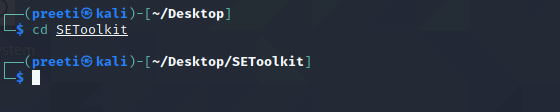 ┌──(preeti㉿kali)-[~/Desktop]
└─$ cd SEToolkit
┌──(preeti㉿kali)-[~/Desktop/SEToolkit]
└─$